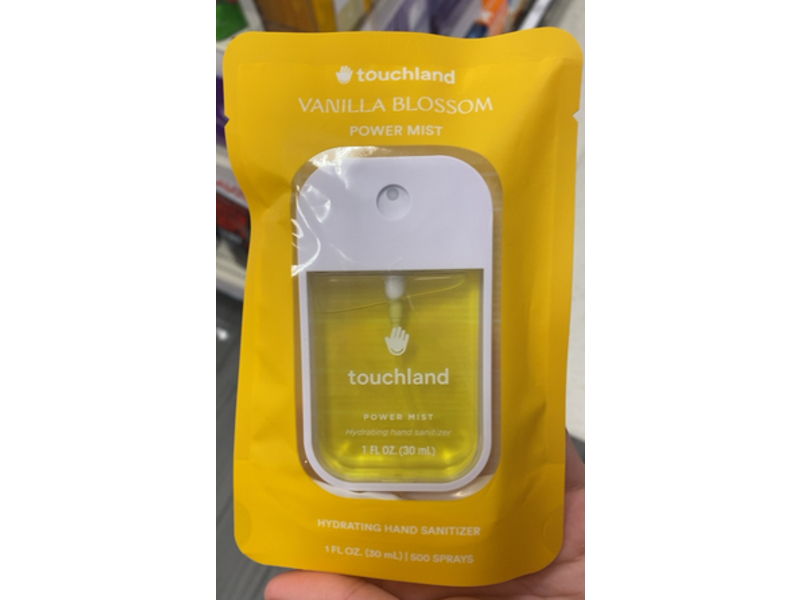 touchland
VANILLA BLOSSOM
POWER MIST
touchland
POWER MIST
Hydrating hand sanitizer
1 FL OZ. (30 mL)
HYDRATING HAND SANITIZER
1 FL OZ. (30 mL) | 500 SPRAYS